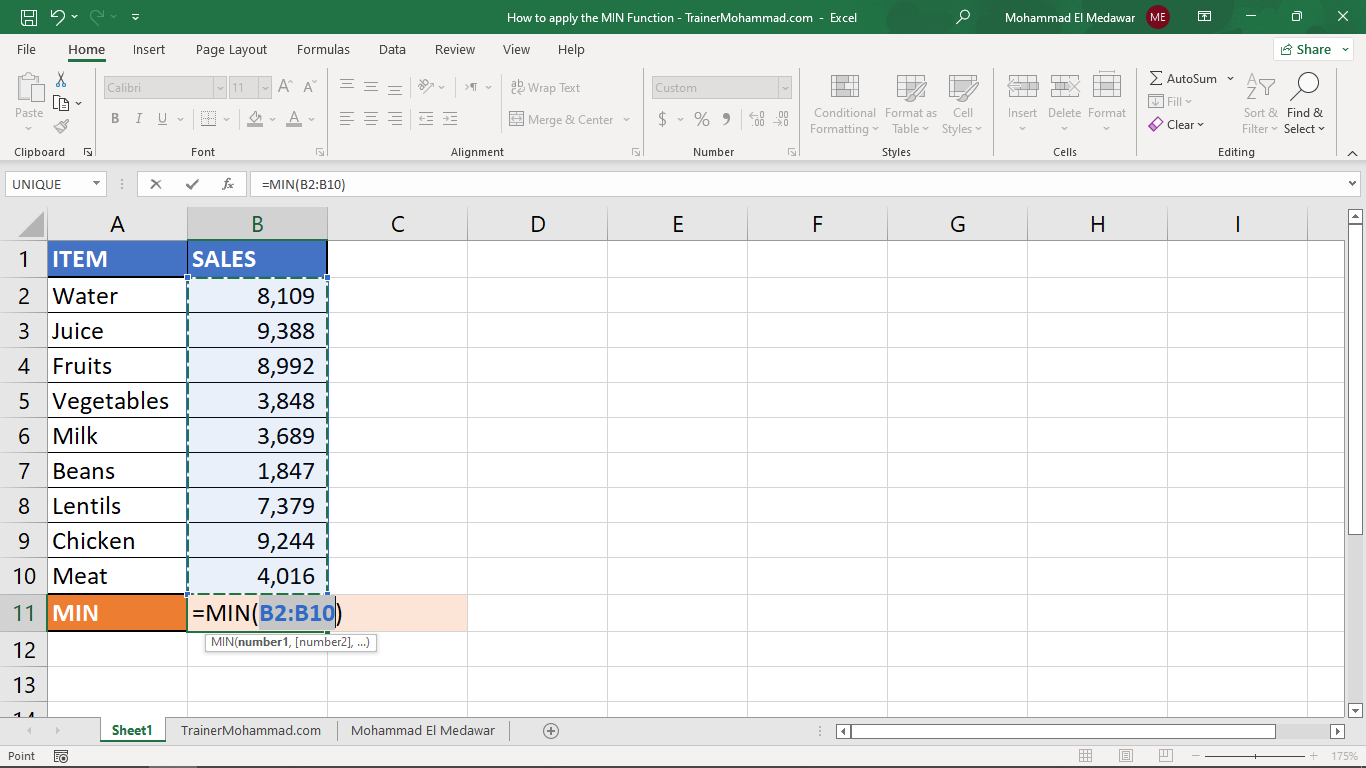 How to apply the MIN Function - TrainerMohammad.com - Excel
Mohammad El Medawar ME
File Home Insert Page Layout Formulas Data Review View Help Share
Paste
Clipboard
Calibri 11
B I U A
Font
Wrap Text
Merge & Center
Alignment
Custom
$ % 9
Number
Conditional Formatting
Format as Table
Cell Styles
Styles
Insert Delete Format
Cells
AutoSum
Fill
Clear
Sort & Filter
Find & Select
Editing
UNIQUE fx =MIN(B2:B10)
A B C D E F G H I
1 ITEM SALES
2 Water 8,109
3 Juice 9,388
4 Fruits 8,992
5 Vegetables 3,848
6 Milk 3,689
7 Beans 1,847
8 Lentils 7,379
9 Chicken 9,244
10 Meat 4,016
11 MIN =MIN(B2:B10)
MIN(number1, [number2], ...)
12
13
14
Sheet1 TrainerMohammad.com Mohammad El Medawar
Point 175%